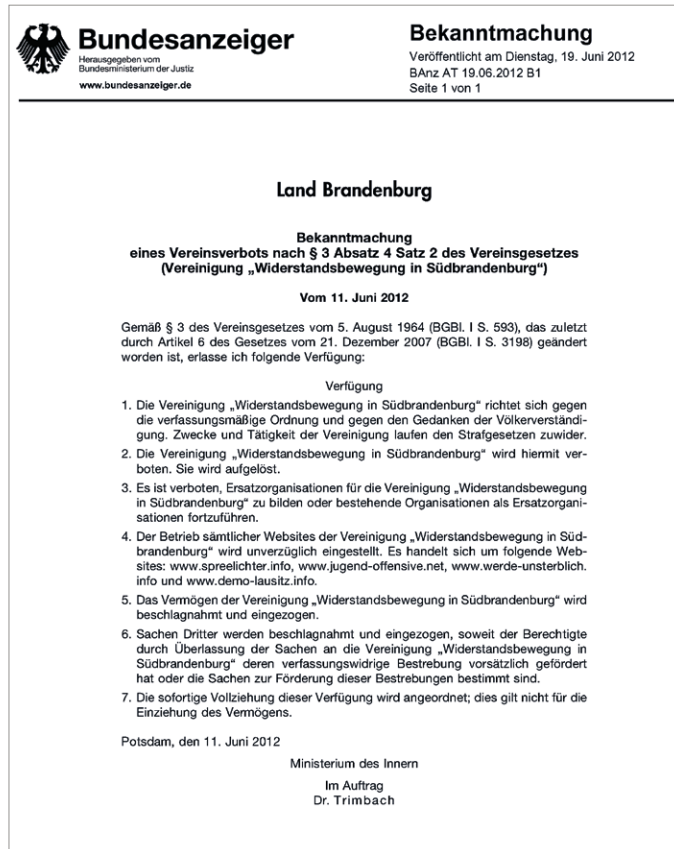 Bundesanzeiger
Herausgegeben vom
Bundesministerium der Justiz
www.bundesanzeiger.de
Bekanntmachung
Veröffentlicht am Dienstag, 19. Juni 2012
BAnz AT 19.06.2012 B1
Seite 1 von 1
Land Brandenburg
Bekanntmachung
eines Vereinsverbots nach § 3 Absatz 4 Satz 2 des Vereinsgesetzes
(Vereinigung „Widerstandsbewegung in Südbrandenburg“)
Vom 11. Juni 2012
Gemäß § 3 des Vereinsgesetzes vom 5. August 1964 (BGBl. I S. 593), das zuletzt
durch Artikel 6 des Gesetzes vom 21. Dezember 2007 (BGBl. I S. 3198) geändert
worden ist, erlasse ich folgende Verfügung:
Verfügung
1. Die Vereinigung „Widerstandsbewegung in Südbrandenburg“ richtet sich gegen
die verfassungsmäßige Ordnung und gegen den Gedanken der Völkerverständi-
gung. Zwecke und Tätigkeit der Vereinigung laufen den Strafgesetzen zuwider.
2. Die Vereinigung „Widerstandsbewegung in Südbrandenburg“ wird hiermit ver-
boten. Sie wird aufgelöst.
3. Es ist verboten, Ersatzorganisationen für die Vereinigung „Widerstandsbewegung
in Südbrandenburg“ zu bilden oder bestehende Organisationen als Ersatzorgani-
sationen fortzuführen.
4. Der Betrieb sämtlicher Websites der Vereinigung „Widerstandsbewegung in Süd-
brandenburg“ wird unverzüglich eingestellt. Es handelt sich um folgende Web-
sites: www.spreelichter.info, www.jugend-offensive.net, www.werde-unsterblich.
info und www.demo-lausitz.info.
5. Das Vermögen der Vereinigung „Widerstandsbewegung in Südbrandenburg“ wird
beschlagnahmt und eingezogen.
6. Sachen Dritter werden beschlagnahmt und eingezogen, soweit der Berechtigte
durch Überlassung der Sachen an die Vereinigung „Widerstandsbewegung in
Südbrandenburg“ deren verfassungswidrige Bestrebung vorsätzlich gefördert
hat oder die Sachen zur Förderung dieser Bestrebungen bestimmt sind.
7. Die sofortige Vollziehung dieser Verfügung wird angeordnet; dies gilt nicht für die
Einziehung des Vermögens.
Potsdam, den 11. Juni 2012
Ministerium des Innern
Im Auftrag
Dr. Trimbach